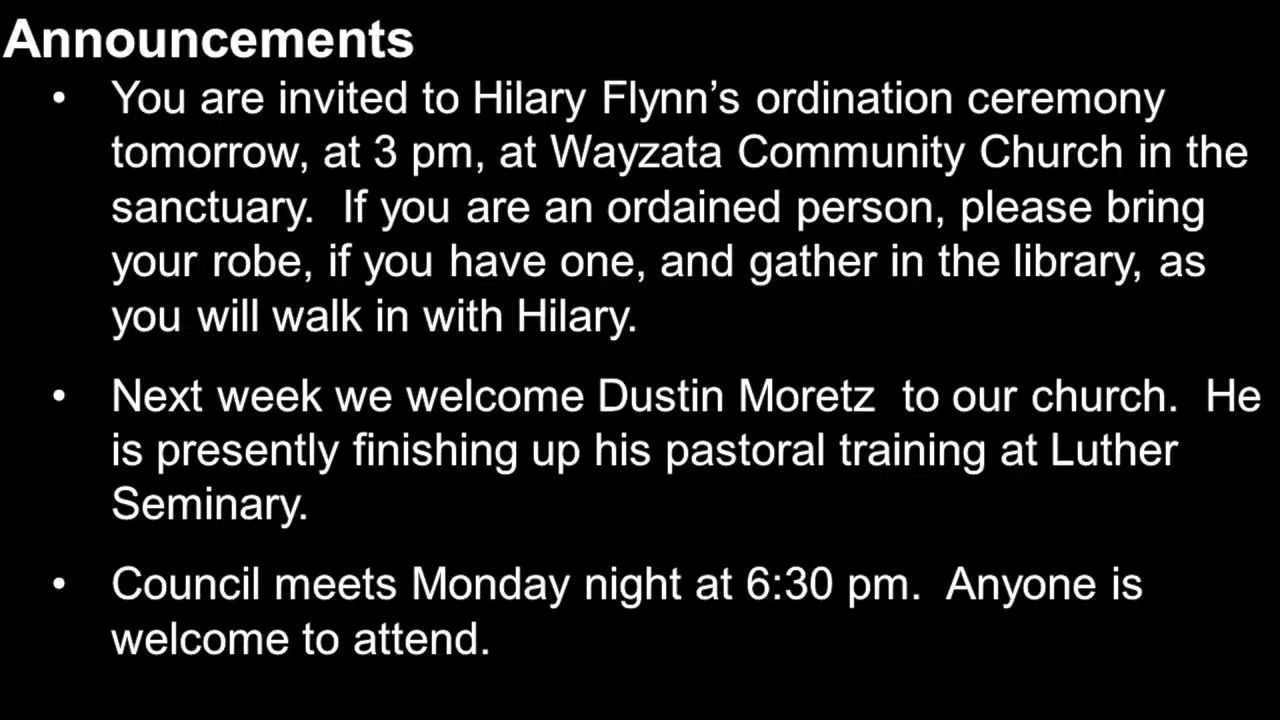 Announcements
• You are invited to Hilary Flynn’s ordination ceremony
tomorrow, at 3 pm, at Wayzata Community Church in the
sanctuary.  If you are an ordained person, please bring
your robe, if you have one, and gather in the library, as
you will walk in with Hilary.
• Next week we welcome Dustin Moretz  to our church.  He
is presently finishing up his pastoral training at Luther
Seminary.
• Council meets Monday night at 6:30 pm.  Anyone is
welcome to attend.